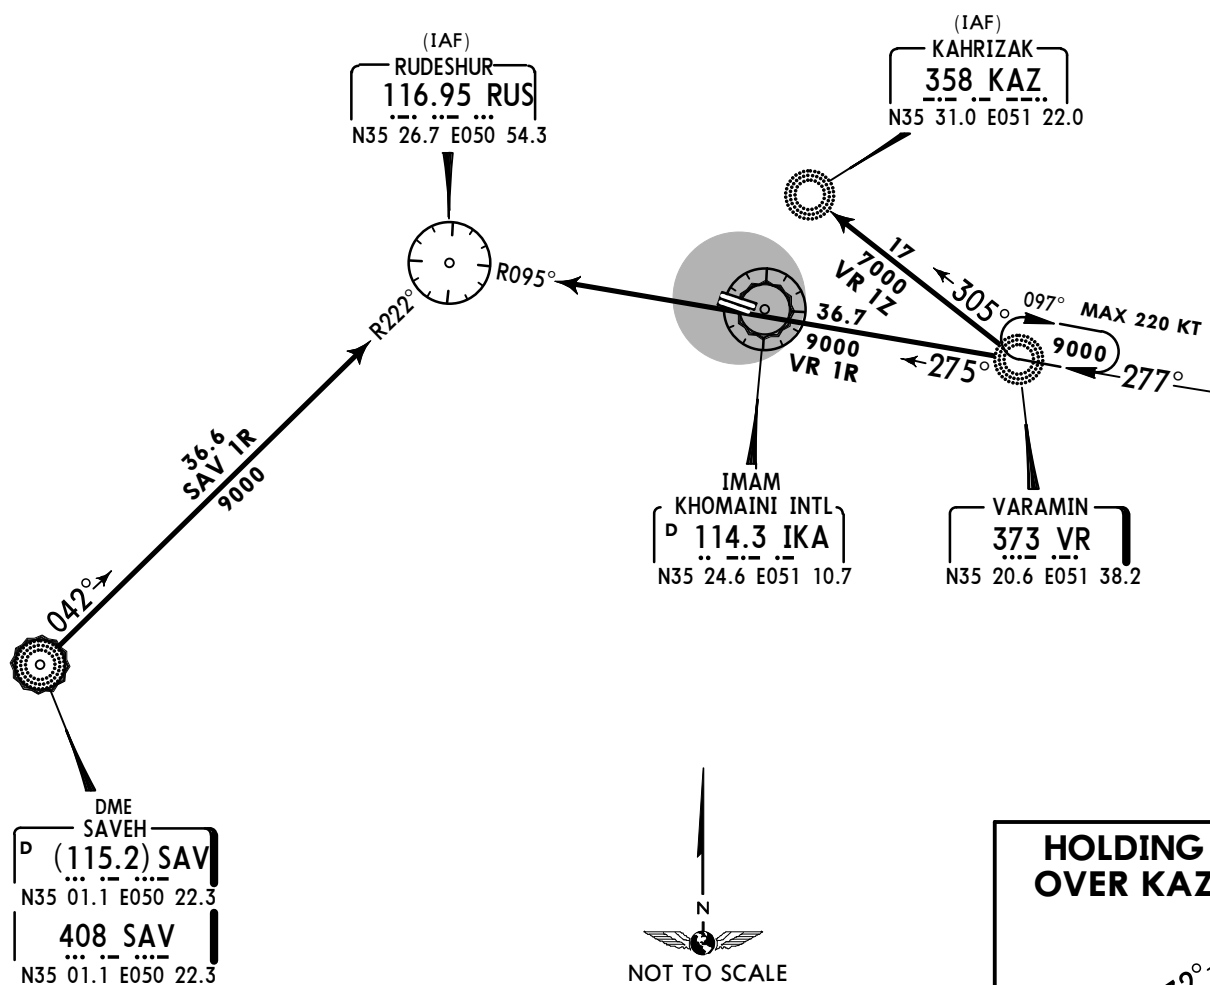 (IAF)
RUDESHUR
116.95 RUS
N35 26.7 E050 54.3
(IAF)
KAHRIZAK
358 KAZ
N35 31.0 E051 22.0
R095°
R222°
17
7000
VR 1Z
305°
097°
MAX 220 KT
9000
277°
36.7
9000
VR 1R
275°
36.6
SAV 1R
9000
042°
IMAM
KHOMAINI INTL
D 114.3 IKA
N35 24.6 E051 10.7
VARAMIN
373 VR
N35 20.6 E051 38.2
DME
SAVEH
D (115.2) SAV
N35 01.1 E050 22.3
408 SAV
N35 01.1 E050 22.3
N
NOT TO SCALE
HOLDING
OVER KAZ